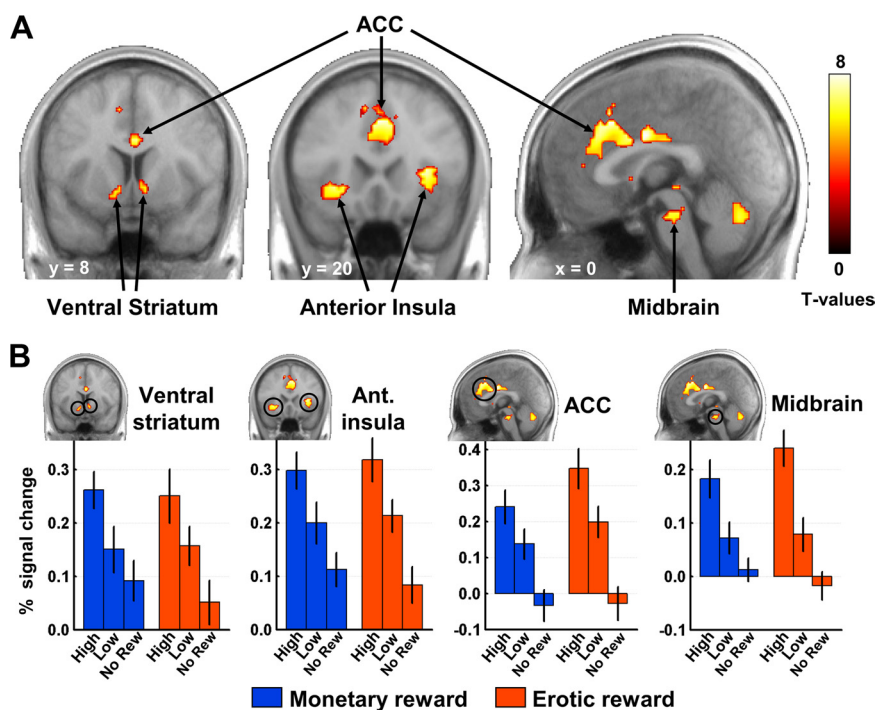 A
ACC
8
0
T-values
y = 8
y = 20
x = 0
Ventral Striatum
Anterior Insula
Midbrain
B
Ventral
striatum
Ant.
insula
ACC
Midbrain
% signal change
0.3
0.2
0.1
0.0
High
Low
No Rew
High
Low
No Rew
0.3
0.2
0.1
0.0
High
Low
No Rew
High
Low
No Rew
0.4
0.3
0.2
0.1
0.0
-0.1
High
Low
No Rew
High
Low
No Rew
0.2
0.1
0.0
-0.1
High
Low
No Rew
High
Low
No Rew
Monetary reward
Erotic reward